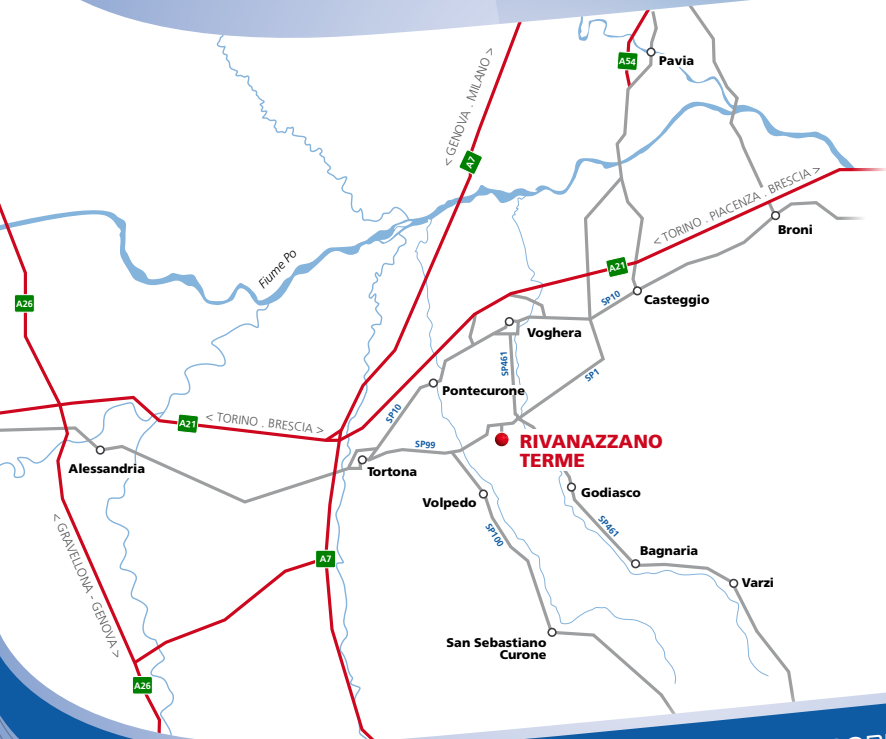 A54
Pavia
< GENOVA . MILANO >
A7
< TORINO . PIACENZA . BRESCIA >
Broni
Fiume Po
A21
A26
SP10
Casteggio
Voghera
SP461
SP1
Pontecurone
SP10
A21
< TORINO . BRESCIA >
SP99
RIVANAZZANO
TERME
Alessandria
Tortona
Godiasco
Volpedo
SP461
SP100
< GRAVELLONA - GENOVA >
A7
Bagnaria
Varzi
San Sebastiano
Curone
A26